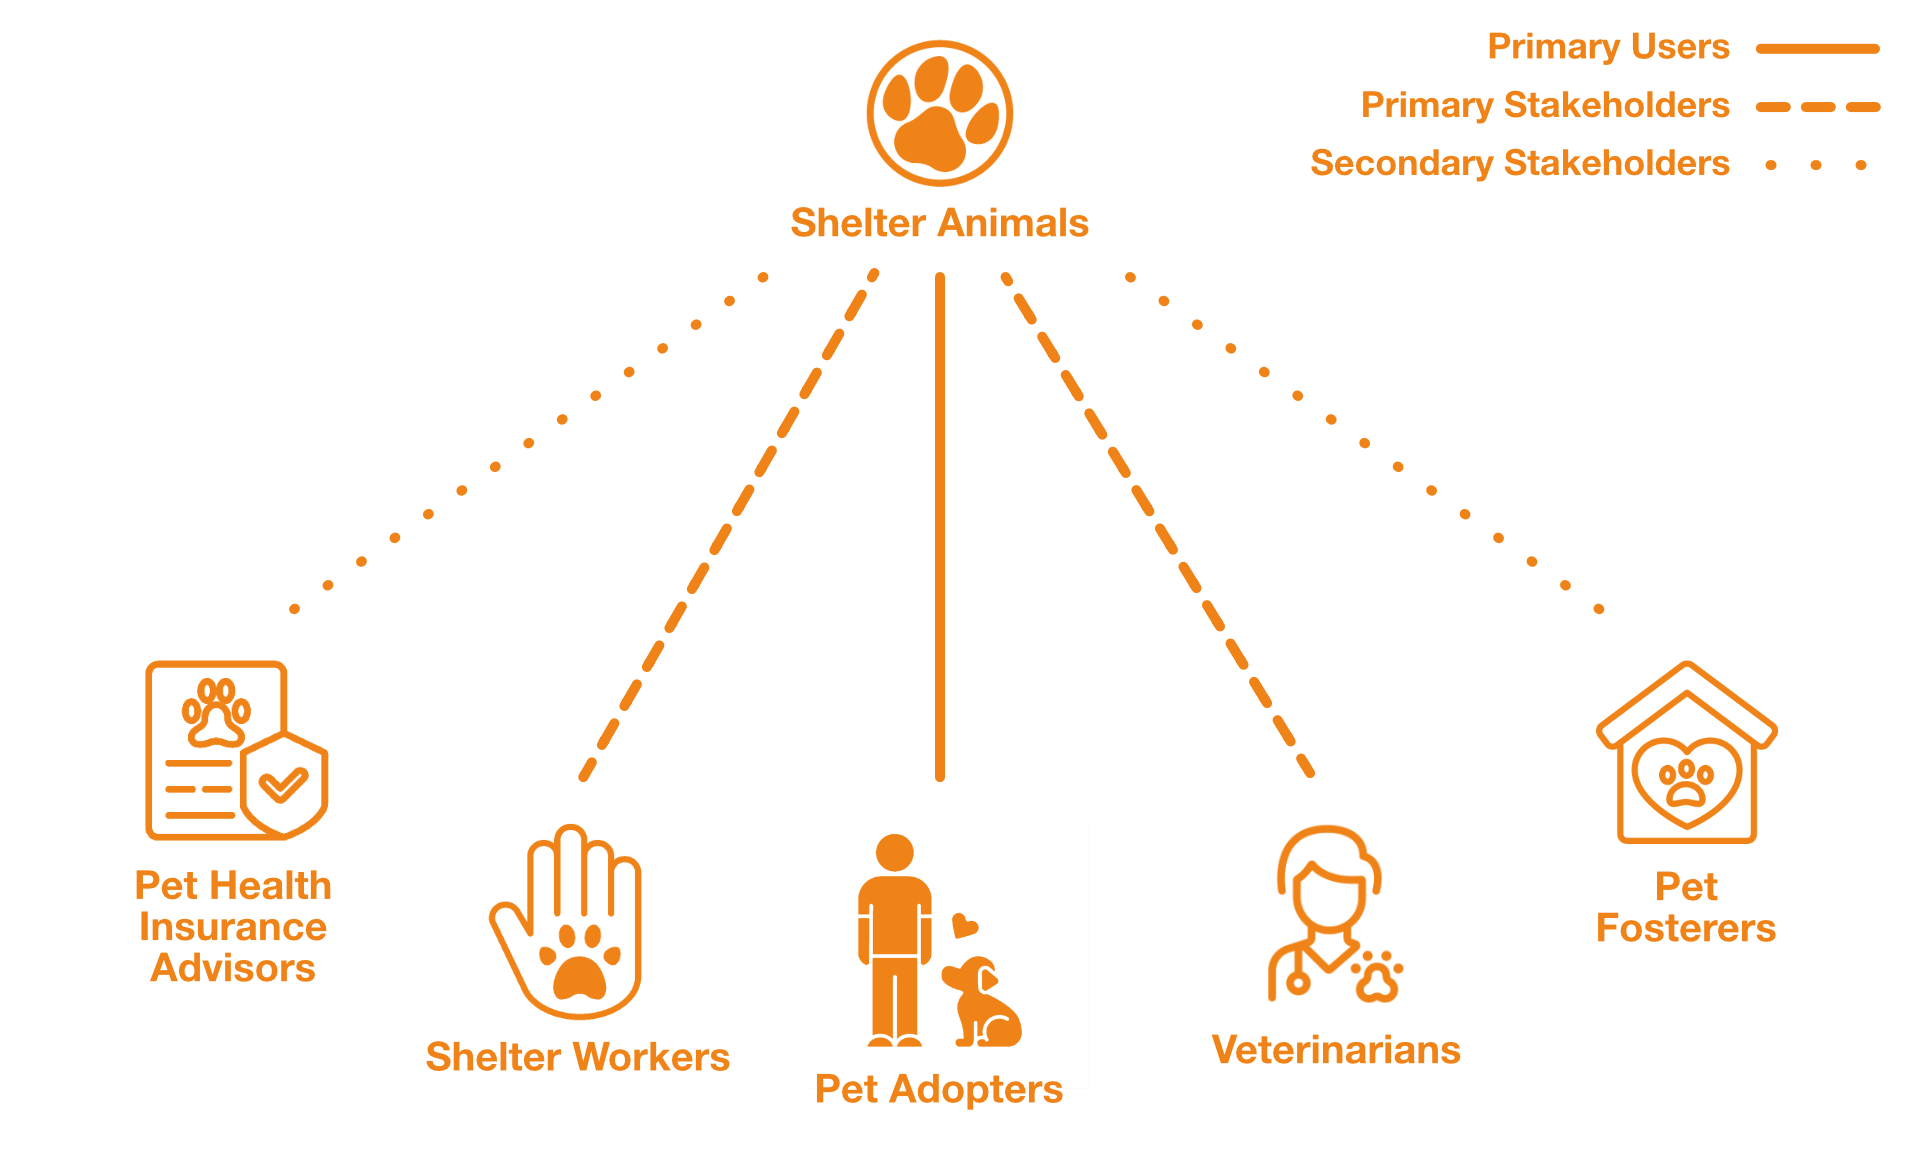 Primary Users
Primary Stakeholders
Secondary Stakeholders
Shelter Animals
Pet Health
Insurance
Advisors
Shelter Workers
Pet Adopters
Veterinarians
Pet
Fosterers